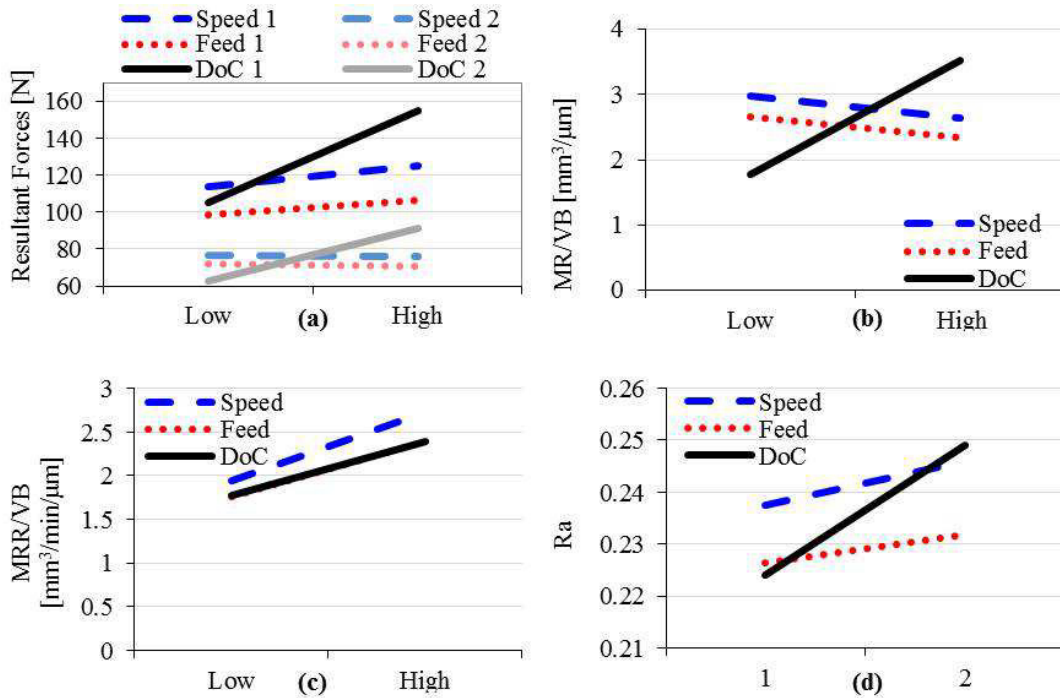 Speed 1 Speed 2
Feed 1 Feed 2
DoC 1 DoC 2
Resultant Forces [N]
160
140
120
100
80
60
Low (a) High
MR/VB [mm³/μm]
4
3
2
1
0
Speed
Feed
DoC
Low (b) High
MRR/VB
[mm³/min/μm]
3
2.5
2
1.5
1
0.5
0
Speed
Feed
DoC
Low (c) High
Ra
0.26
0.25
0.24
0.23
0.22
0.21
Speed
Feed
DoC
1 (d) 2